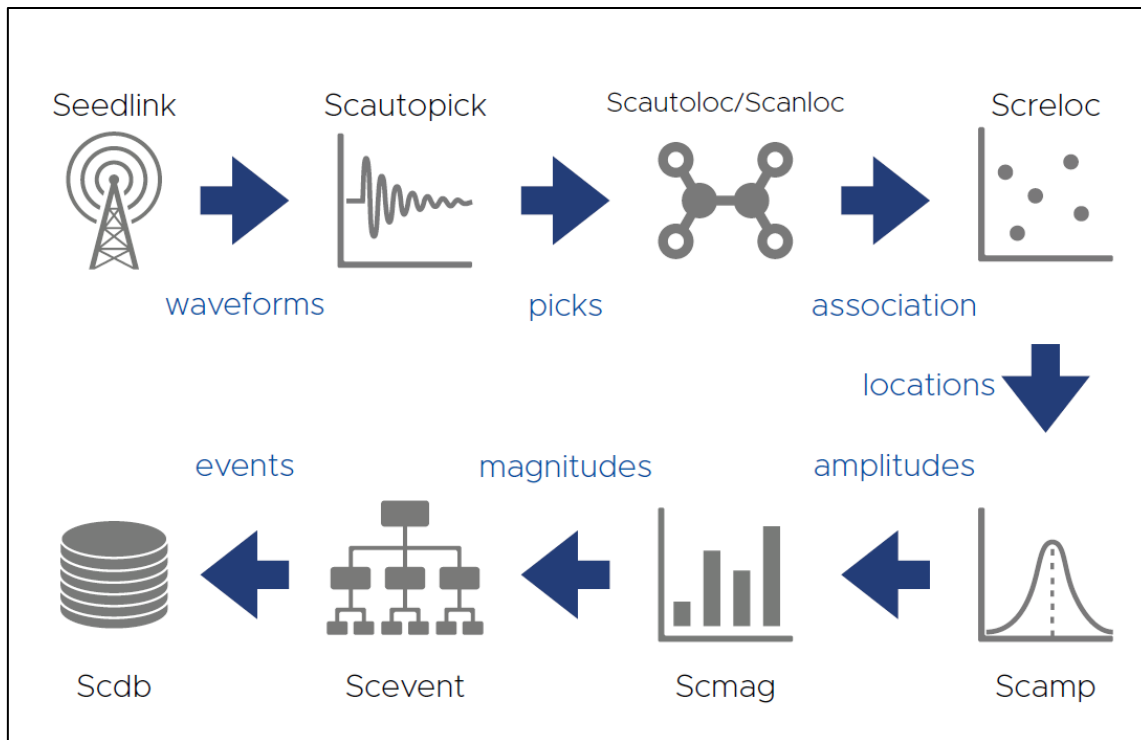 Seedlink
Scautopick
Scautoloc/Scanloc
Screloc
waveforms
picks
association
locations
events
magnitudes
amplitudes
Scdb
Scevent
Scmag
Scamp